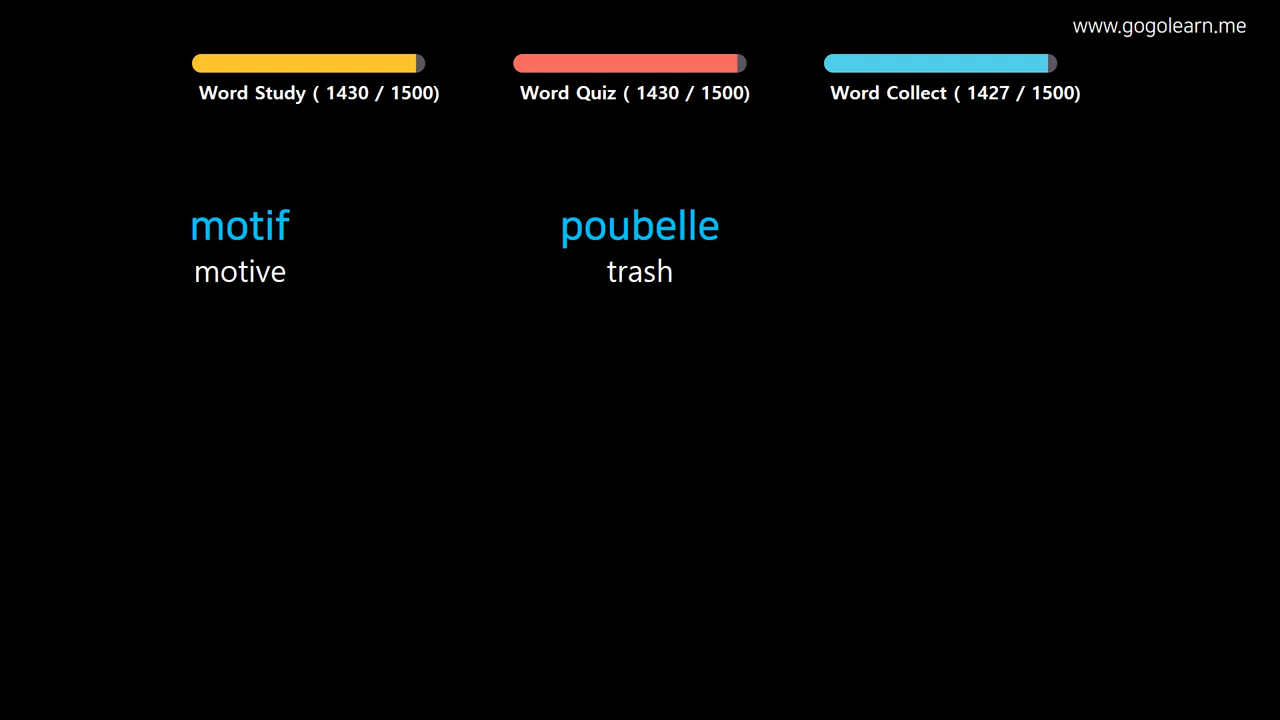 www.gogolearn.me
Word Study ( 1430 / 1500)
Word Quiz ( 1430 / 1500)
Word Collect ( 1427 / 1500)
motif
poubelle
motive
trash